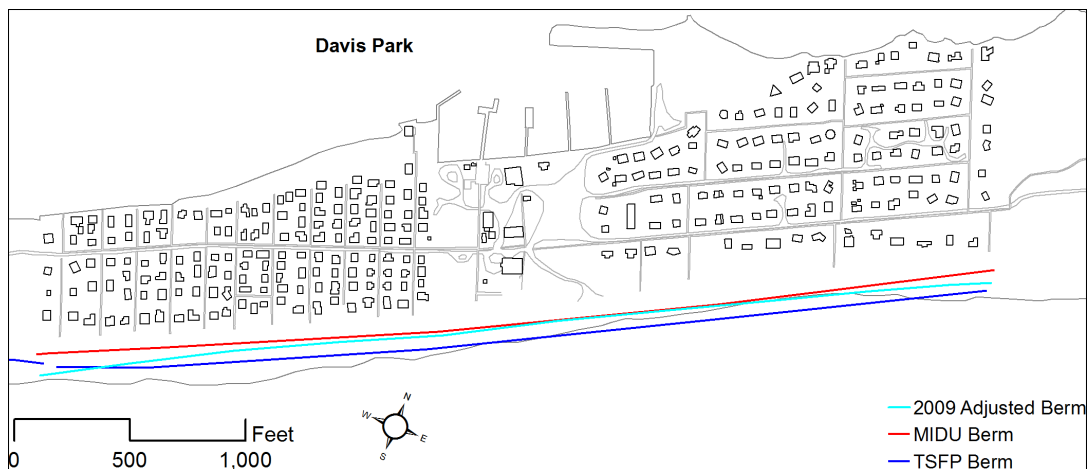 Davis Park
N
W
E
S
Feet
0
500
1,000
2009 Adjusted Berm
MIDU Berm
TSFP Berm